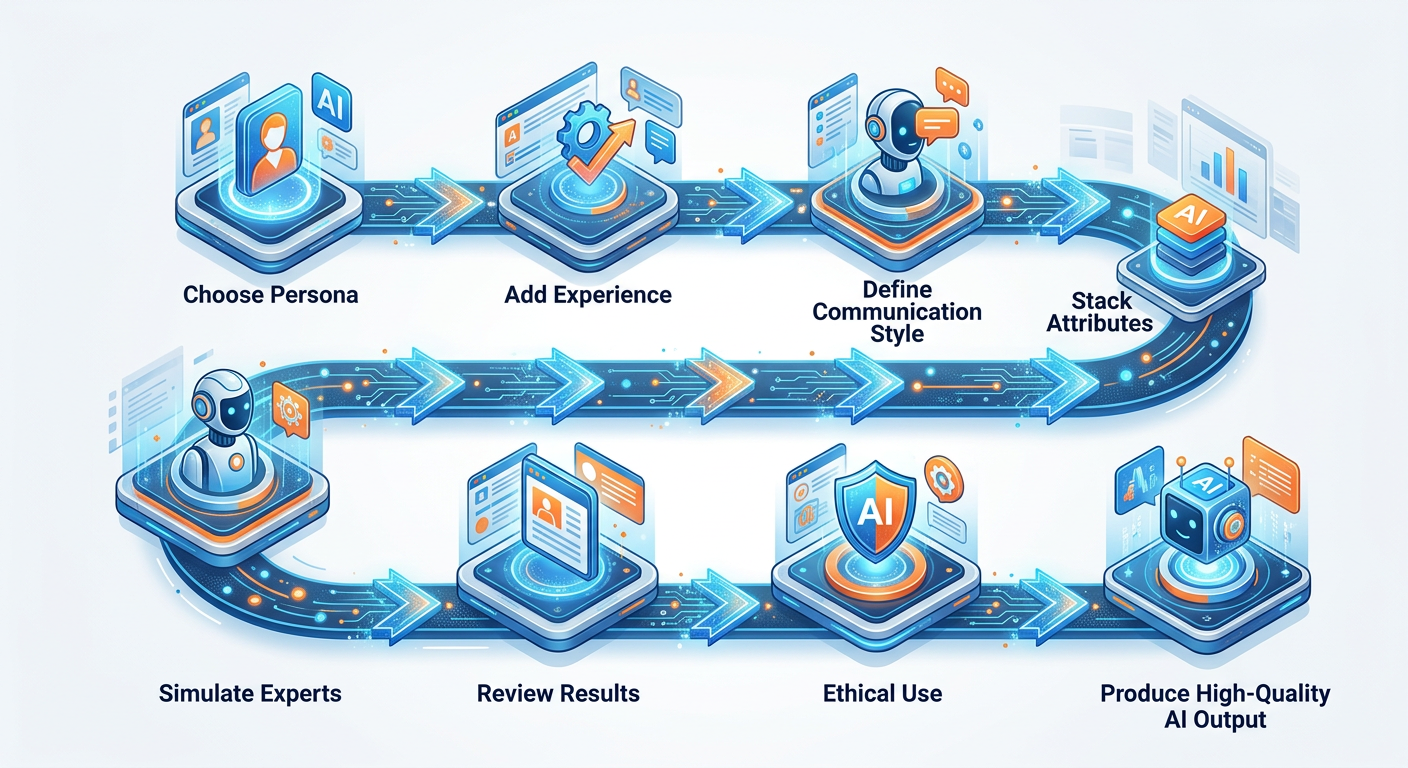 AI
A
Choose Persona
Add Experience
Define
Communication
Style
AI
Stack
Attributes
AI
AI
Simulate Experts
Review Results
Ethical Use
Produce High-Quality
AI Output